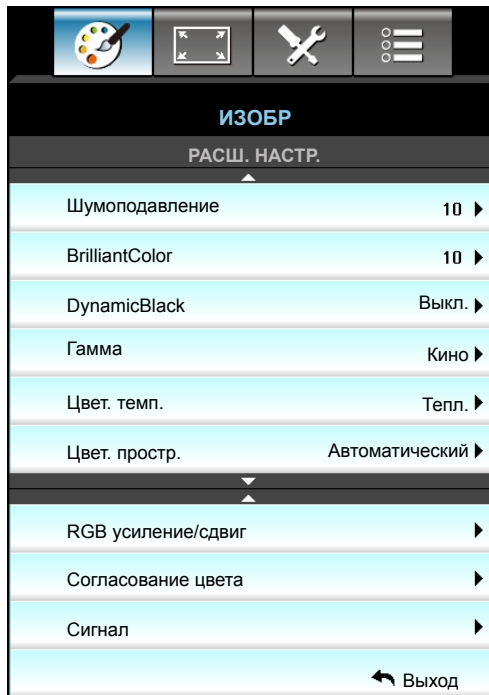 ИЗОБР
РАСШ. НАСТР.
Шумоподавление 10
BrilliantColor 10
DynamicBlack Выкл.
Гамма Кино
Цвет. темп. Тепл.
Цвет. простр. Автоматический
RGB усиление/сдвиг
Согласование цвета
Сигнал
Выход